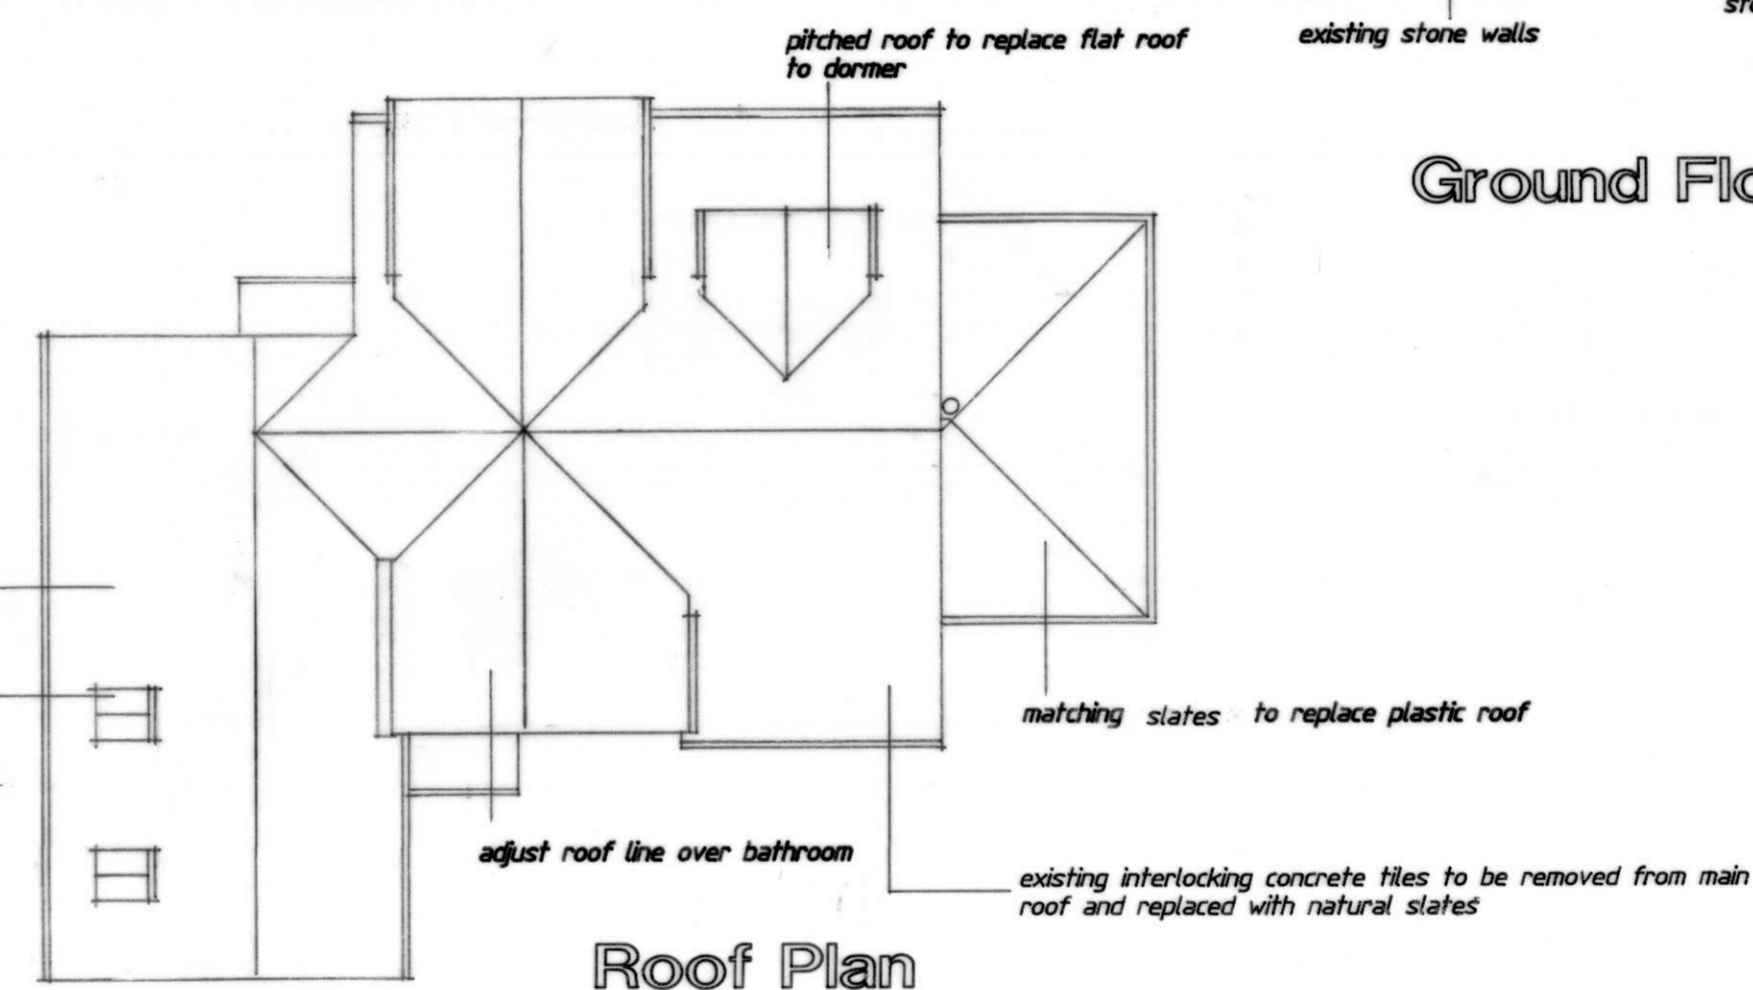 pitched roof to replace flat roof
to dormer
existing stone walls
Ground
matching slates to replace plastic roof
adjust roof line over bathroom
existing interlocking concrete tiles to be removed from main
roof and replaced with natural slates
Roof Plan